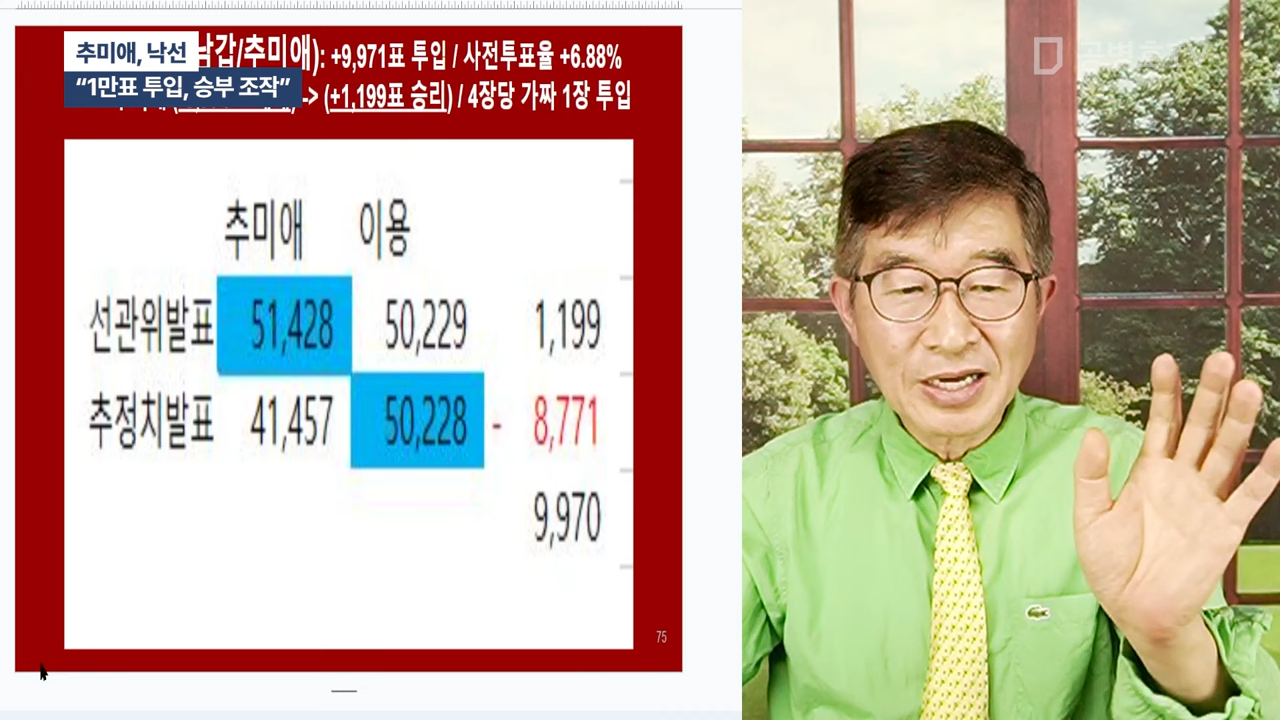 추미애, 낙선
“1만표 투입, 승부 조작”
남갑/추미애): +9,971표 투입 / 사전투표율 +6.88%
-> (+1,199표 승리) / 4장당 가짜 1장 투입
추미애 이용
선관위발표 51,428 50,229 1,199
추정치발표 41,457 50,228 - 8,771
9,970
75